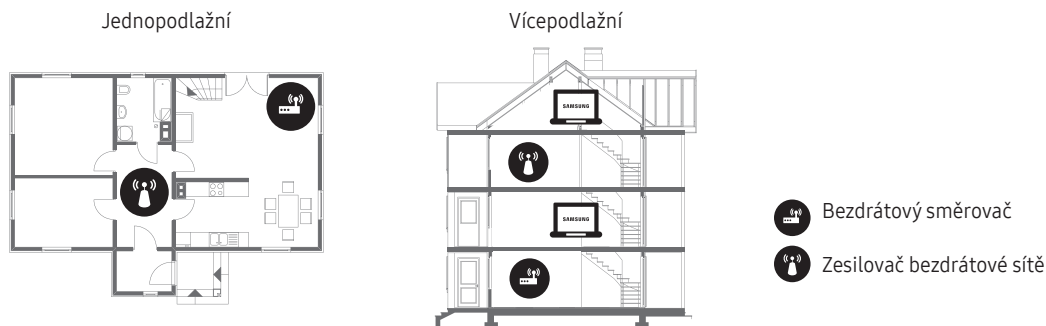 Jednopodlažní
Vícepodlažní
SAMSUNG
SAMSUNG
Bezdrátový směrovač
Zesilovač bezdrátové sítě